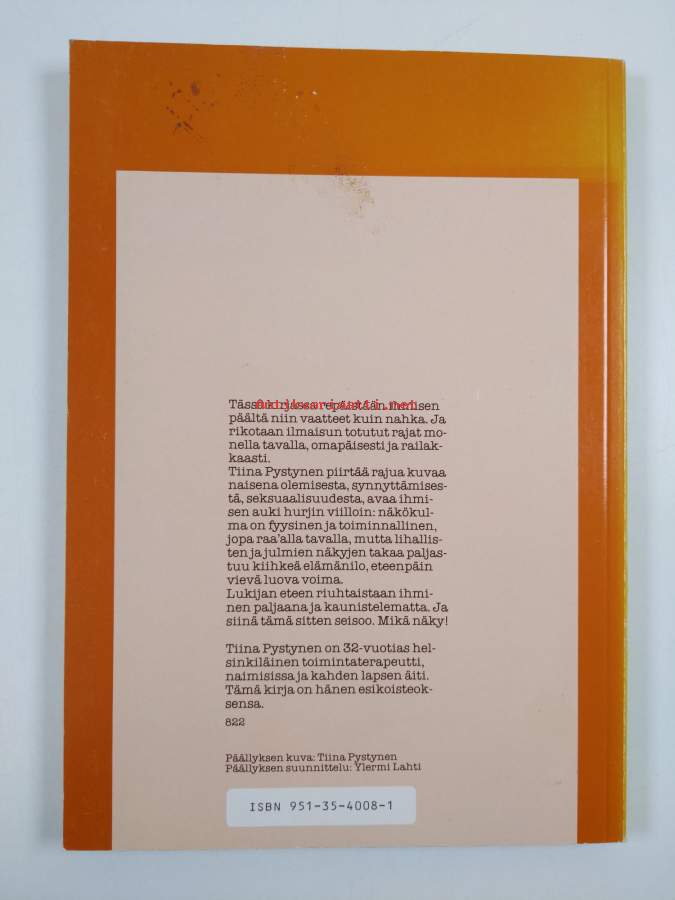 Tässä kirjassa repäistään ihmisen
päältä niin vaatteet kuin nahka. Ja
rikotaan ilmaisun totutut rajat mo-
nella tavalla, omapäisesti ja railak-
kaasti.
Tiina Pystynen piirtää rajua kuvaa
naisena olemisesta, synnyttämises-
tä, seksuaalisuudesta, avaa ihmi-
sen auki hurjin viilloin: näkökul-
ma on fyysinen ja toiminnallinen,
jopa raa'alla tavalla, mutta lihallis-
ten ja julmien näkyjen takaa paljas-
tuu kiihkeä elämänilo, eteenpäin
vievä luova voima.
Lukijan eteen riuhtaistaan ihmi-
nen paljaana ja kaunistelematta. Ja
siinä tämä sitten seisoo. Mikä näky!
Tiina Pystynen on 32-vuotias hel-
sinkiläinen toimintaterapeutti,
naimisissa ja kahden lapsen äiti.
Tämä kirja on hänen esikoisteok-
sensa.
822
Päällyksen kuva: Tiina Pystynen
Päällyksen suunnittelu: Ylermi Lahti
ISBN 951-35-4008-1